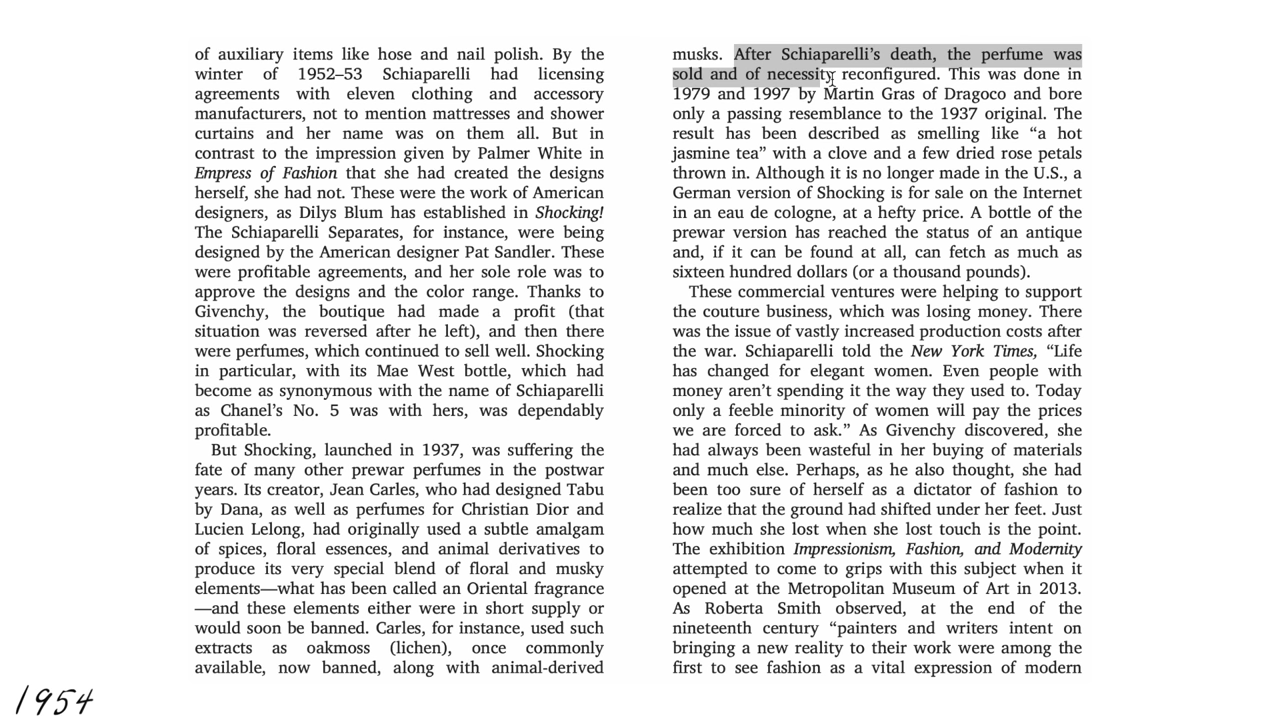 of auxiliary items like hose and nail polish. By the
winter of 1952–53 Schiaparelli had licensing
agreements with eleven clothing and accessory
manufacturers, not to mention mattresses and shower
curtains and her name was on them all. But in
contrast to the impression given by Palmer White in
Empress of Fashion that she had created the designs
herself, she had not. These were the work of American
designers, as Dilys Blum has established in Shocking!
The Schiaparelli Separates, for instance, were being
designed by the American designer Pat Sandler. These
were profitable agreements, and her sole role was to
approve the designs and the color range. Thanks to
Givenchy, the boutique had made a profit (that
situation was reversed after he left), and then there
were perfumes, which continued to sell well. Shocking
in particular, with its Mae West bottle, which had
become as synonymous with the name of Schiaparelli
as Chanel’s No. 5 was with hers, was dependably
profitable.
But Shocking, launched in 1937, was suffering the
fate of many other prewar perfumes in the postwar
years. Its creator, Jean Carles, who had designed Tabu
by Dana, as well as perfumes for Christian Dior and
Lucien Lelong, had originally used a subtle amalgam
of spices, floral essences, and animal derivatives to
produce its very special blend of floral and musky
elements—what has been called an Oriental fragrance
—and these elements either were in short supply or
would soon be banned. Carles, for instance, used such
extracts as oakmoss (lichen), once commonly
available, now banned, along with animal-derived
musks. After Schiaparelli’s death, the perfume was
sold and of necessity reconfigured. This was done in
1979 and 1997 by Martin Gras of Dragoco and bore
only a passing resemblance to the 1937 original. The
result has been described as smelling like “a hot
jasmine tea” with a clove and a few dried rose petals
thrown in. Although it is no longer made in the U.S., a
German version of Shocking is for sale on the Internet
in an eau de cologne, at a hefty price. A bottle of the
prewar version has reached the status of an antique
and, if it can be found at all, can fetch as much as
sixteen hundred dollars (or a thousand pounds).
These commercial ventures were helping to support
the couture business, which was losing money. There
was the issue of vastly increased production costs after
the war. Schiaparelli told the New York Times, “Life
has changed for elegant women. Even people with
money aren’t spending it the way they used to. Today
only a feeble minority of women will pay the prices
we are forced to ask.” As Givenchy discovered, she
had always been wasteful in her buying of materials
and much else. Perhaps, as he also thought, she had
been too sure of herself as a dictator of fashion to
realize that the ground had shifted under her feet. Just
how much she lost when she lost touch is the point.
The exhibition Impressionism, Fashion, and Modernity
attempted to come to grips with this subject when it
opened at the Metropolitan Museum of Art in 2013.
As Roberta Smith observed, at the end of the
nineteenth century “painters and writers intent on
bringing a new reality to their work were among the
first to see fashion as a vital expression of modern
1954